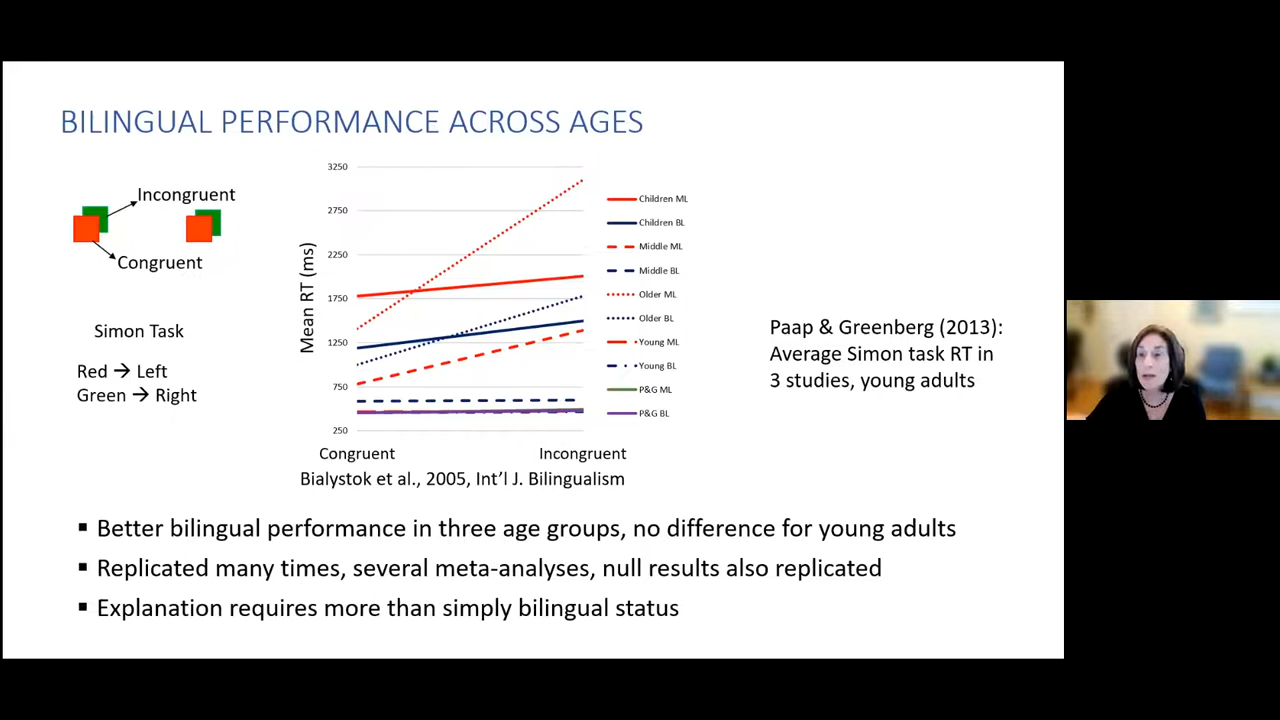 BILINGUAL PERFORMANCE ACROSS AGES
Incongruent
Congruent
Simon Task
Red → Left
Green → Right
Mean RT (ms)
3250
2750
2250
1750
1250
750
250
Congruent
Incongruent
Children ML
Children BL
Middle ML
Middle BL
Older ML
Older BL
Young ML
Young BL
P&G ML
P&G BL
Bialystok et al., 2005, Int'l J. Bilingualism
Paap & Greenberg (2013):
Average Simon task RT in
3 studies, young adults
▪ Better bilingual performance in three age groups, no difference for young adults
▪ Replicated many times, several meta-analyses, null results also replicated
▪ Explanation requires more than simply bilingual status